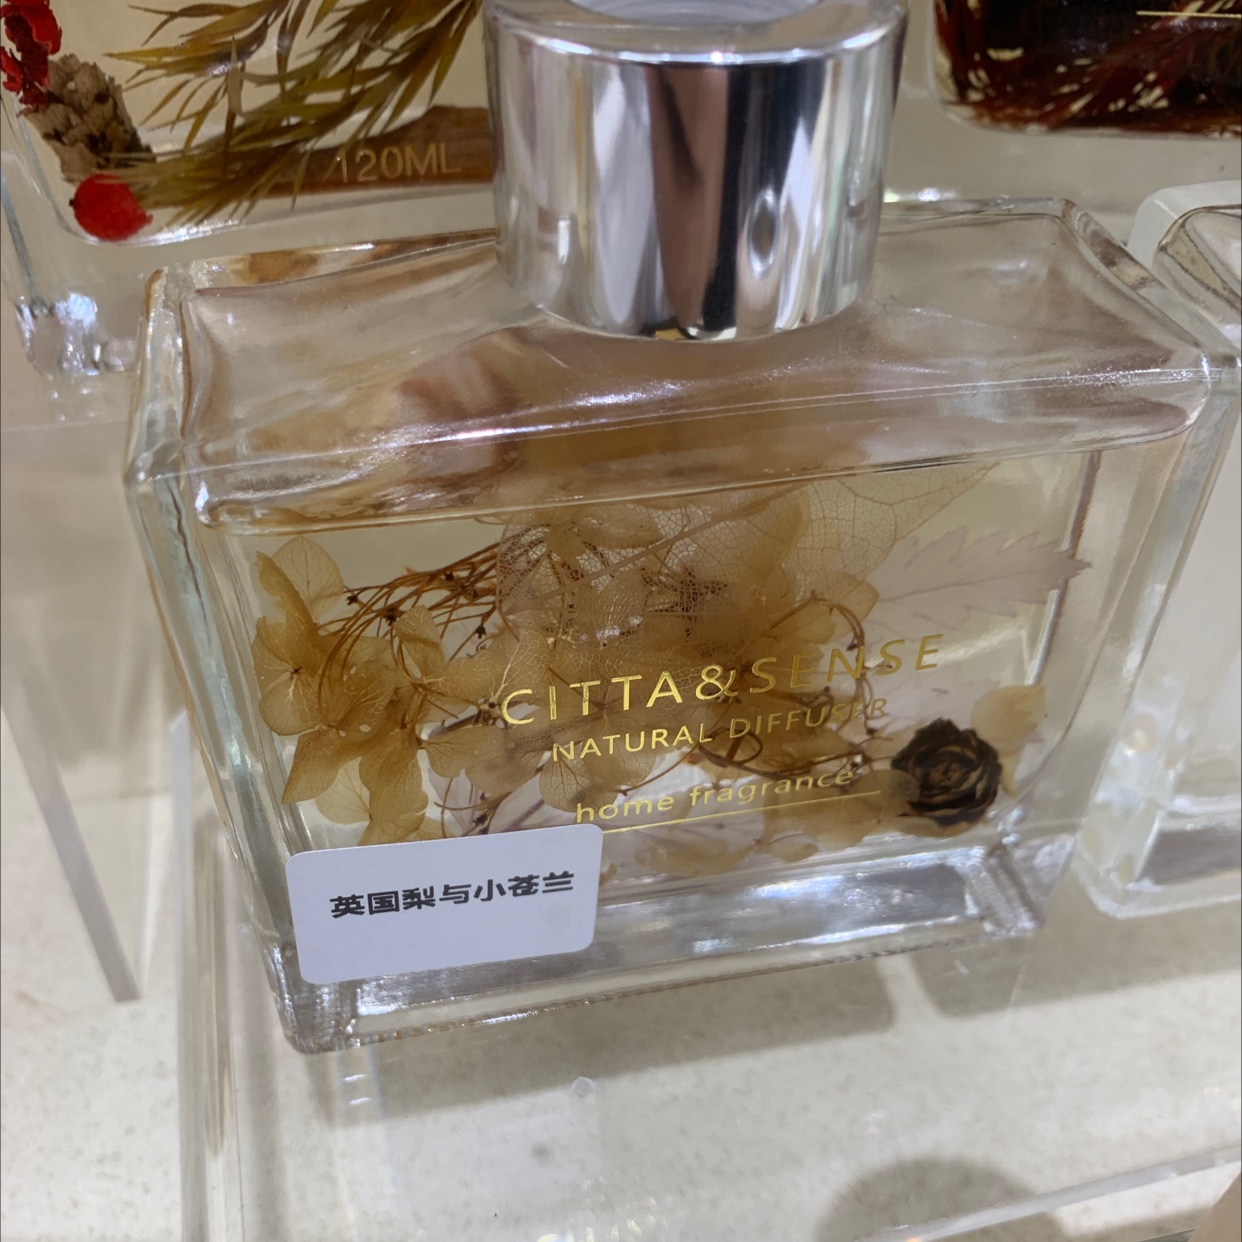 120ML
CITTA&SENSE
NATURAL DIFFUSER
home fragrance
英国梨与小苍兰